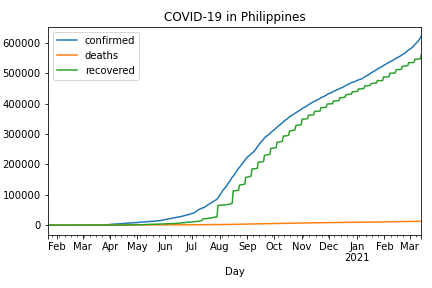 COVID-19 in Philippines
confirmed
deaths
recovered
600000
500000
400000
300000
200000
100000
0
Feb Mar Apr May Jun Jul Aug Sep Oct Nov Dec Jan Feb Mar
2021
Day